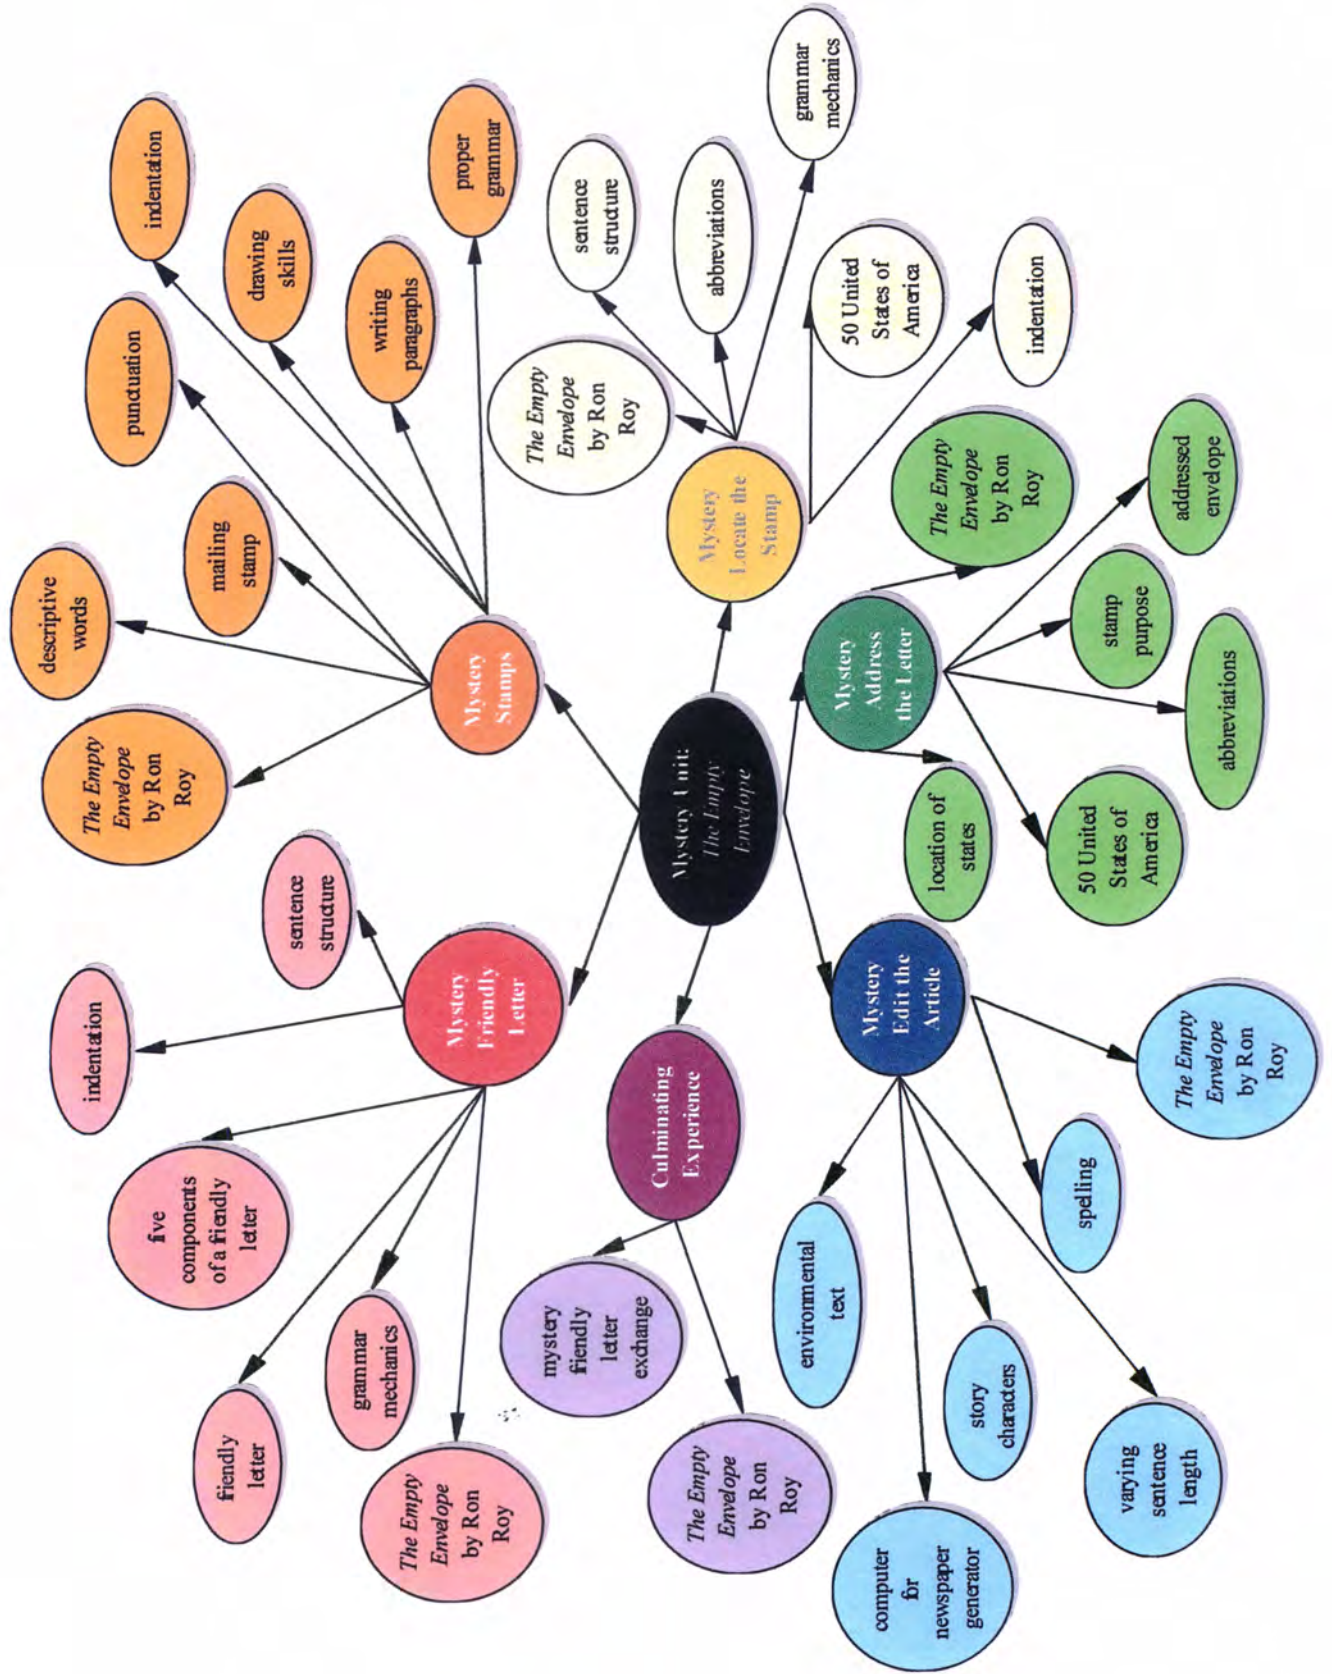 Mystery Unit:
The Empty
Envelope
Mystery
Friendly
Letter
friendly
letter
five
components
of a friendly
letter
indentation
sentence
structure
grammar
mechanics
The Empty
Envelope
by Ron
Roy
Mystery
Stamps
The Empty
Envelope
by Ron
Roy
descriptive
words
mailing
stamp
punctuation
indentation
drawing
skills
writing
paragraphs
proper
grammar
Mystery
Locate the
Stamp
The Empty
Envelope
by Ron
Roy
sentence
structure
abbreviations
grammar
mechanics
50 United
States of
America
indentation
Mystery
Address
the Letter
The Empty
Envelope
by Ron
Roy
addressed
envelope
stamp
purpose
abbreviations
50 United
States of
America
location of
states
Mystery
Edit the
Article
environmental
text
computer
for
newspaper
generator
story
characters
varying
sentence
length
spelling
The Empty
Envelope
by Ron
Roy
Culminating
Experience
mystery
friendly
letter
exchange
The Empty
Envelope
by Ron
Roy